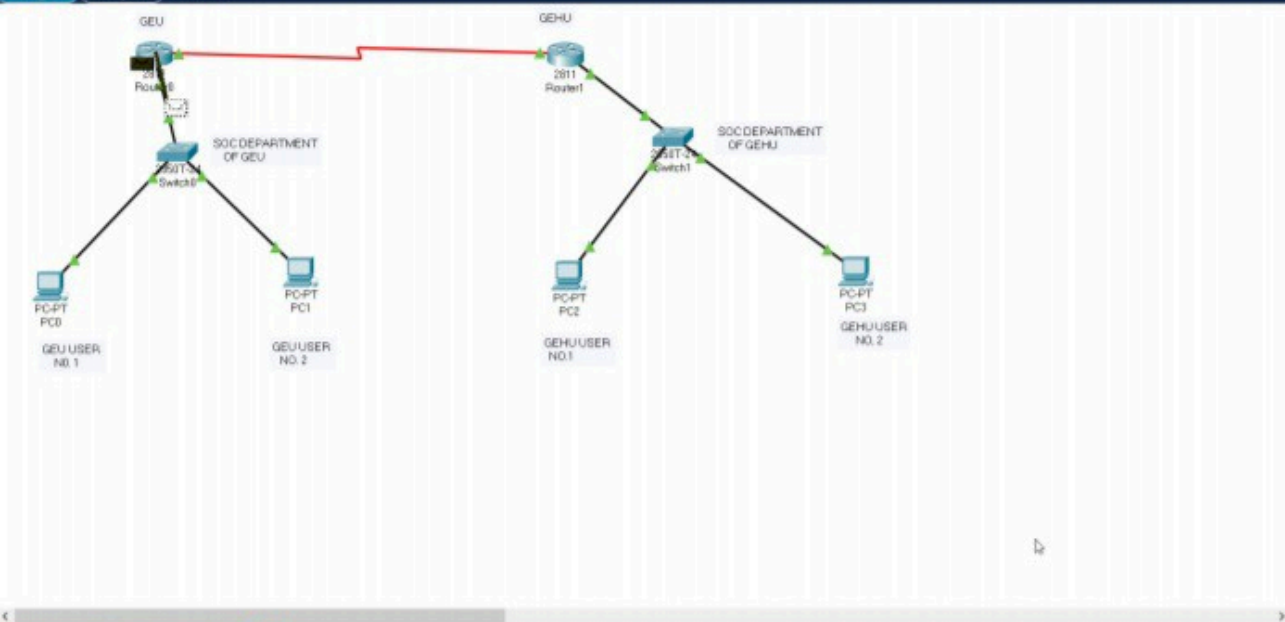 GEU
GEHU
Router0
2811
Router1
SOC DEPARTMENT
OF GEU
Switch0
SOC DEPARTMENT
OF GEHU
Switch1
PC-PT
PC0
PC-PT
PC1
PC-PT
PC2
PC-PT
PC3
GEU USER
NO. 1
GEU USER
NO. 2
GEHU USER
NO.1
GEHU USER
NO. 2